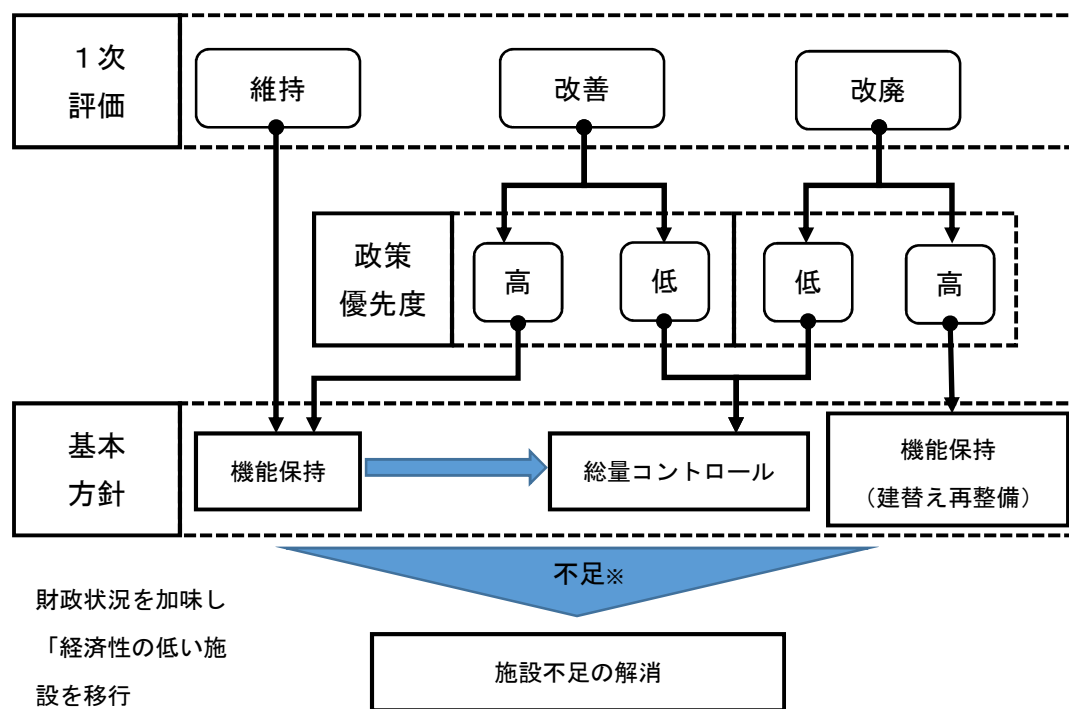 １次
評価
維持
改善
改廃
政策
優先度
高
低
低
高
基本
方針
機能保持
総量コントロール
機能保持
（建替え再整備）
不足※
財政状況を加味し
「経済性の低い施
設を移行
施設不足の解消